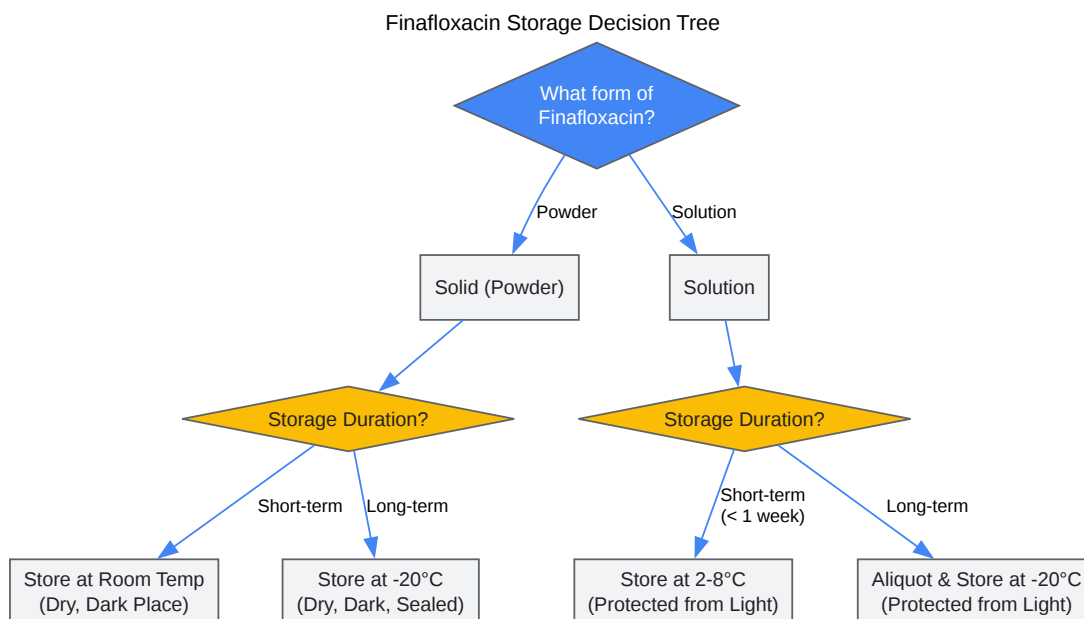 Finafloxacin Storage Decision Tree
What form of
Finafloxacin?
Powder
Solution
Solid (Powder)
Solution
Storage Duration?
Storage Duration?
Short-term
Long-term
Short-term
(< 1 week)
Long-term
Store at Room Temp
(Dry, Dark Place)
Store at -20°C
(Dry, Dark, Sealed)
Store at 2-8°C
(Protected from Light)
Aliquot & Store at -20°C
(Protected from Light)